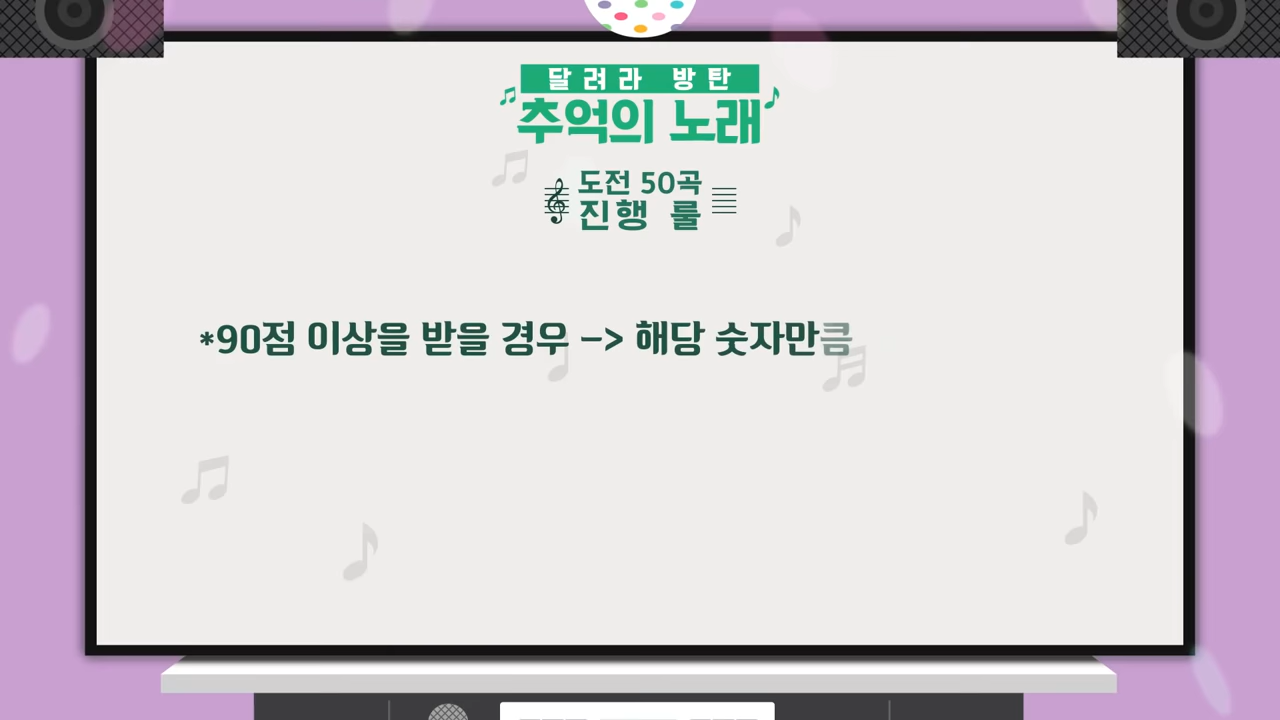 달려라 방탄
추억의 노래
도전 50곡
진행 룰
*90점 이상을 받을 경우 -> 해당 숫자만큼